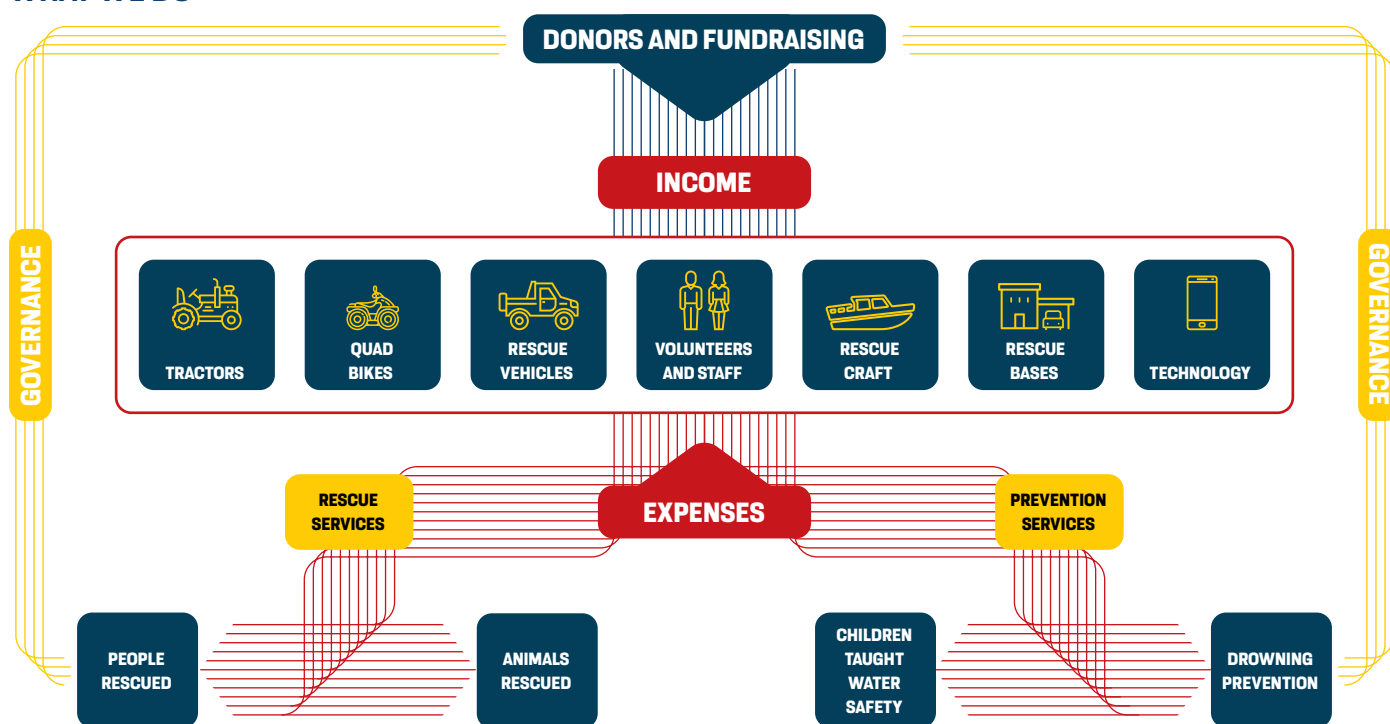 DONORS AND FUNDRAISING
INCOME
GOVERNANCE
GOVERNANCE
TRACTORS
QUAD
BIKES
RESCUE
VEHICLES
VOLUNTEERS
AND STAFF
RESCUE
CRAFT
RESCUE
BASES
TECHNOLOGY
RESCUE
SERVICES
EXPENSES
PREVENTION
SERVICES
PEOPLE
RESCUED
ANIMALS
RESCUED
CHILDREN
TAUGHT
WATER
SAFETY
DROWNING
PREVENTION